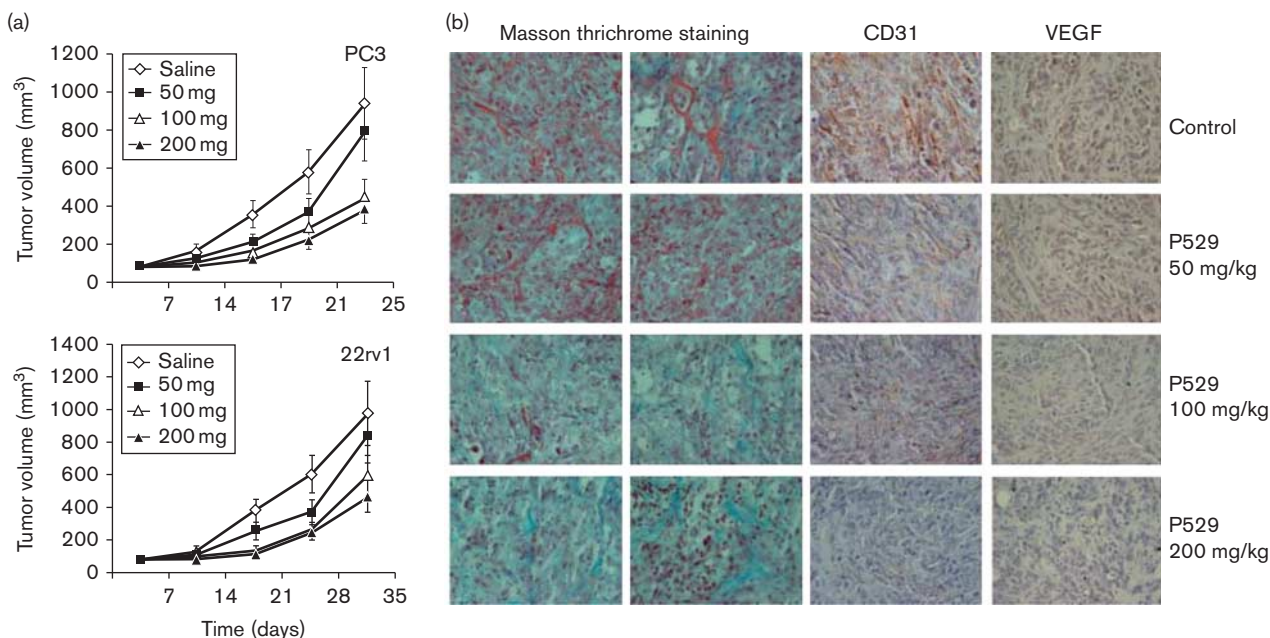 (a)
PC3
Saline
50 mg
100 mg
200 mg
Tumor volume (mm³)
1200
1000
800
600
400
200
0
7 14 17 21 25
22rv1
Saline
50 mg
100 mg
200 mg
Tumor volume (mm³)
1400
1200
1000
800
600
400
200
0
7 14 21 28 35
Time (days)
(b)
Masson thrichrome staining CD31 VEGF
Control
P529
50 mg/kg
P529
100 mg/kg
P529
200 mg/kg